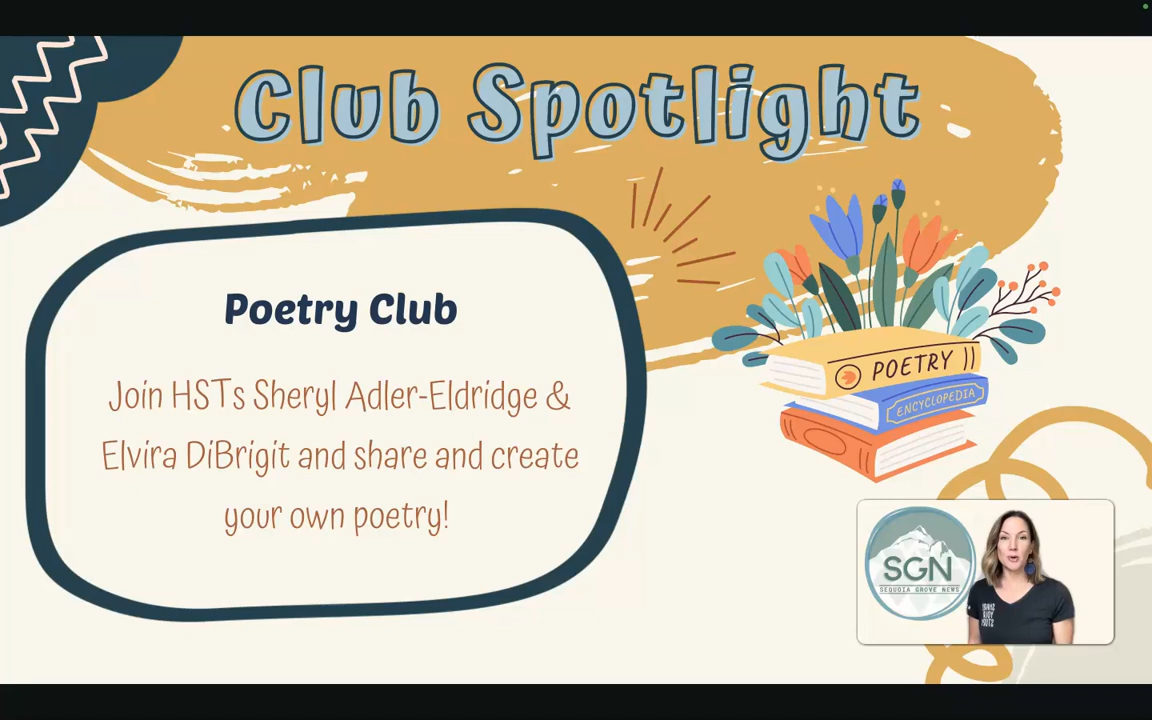 Club Spotlight
Poetry Club
Join HSTs Sheryl Adler-Eldridge &
Elvira DiBrigit and share and create
your own poetry!
POETRY
ENCYCLOPEDIA
SGN
SEQUOIA GROVE NEWS